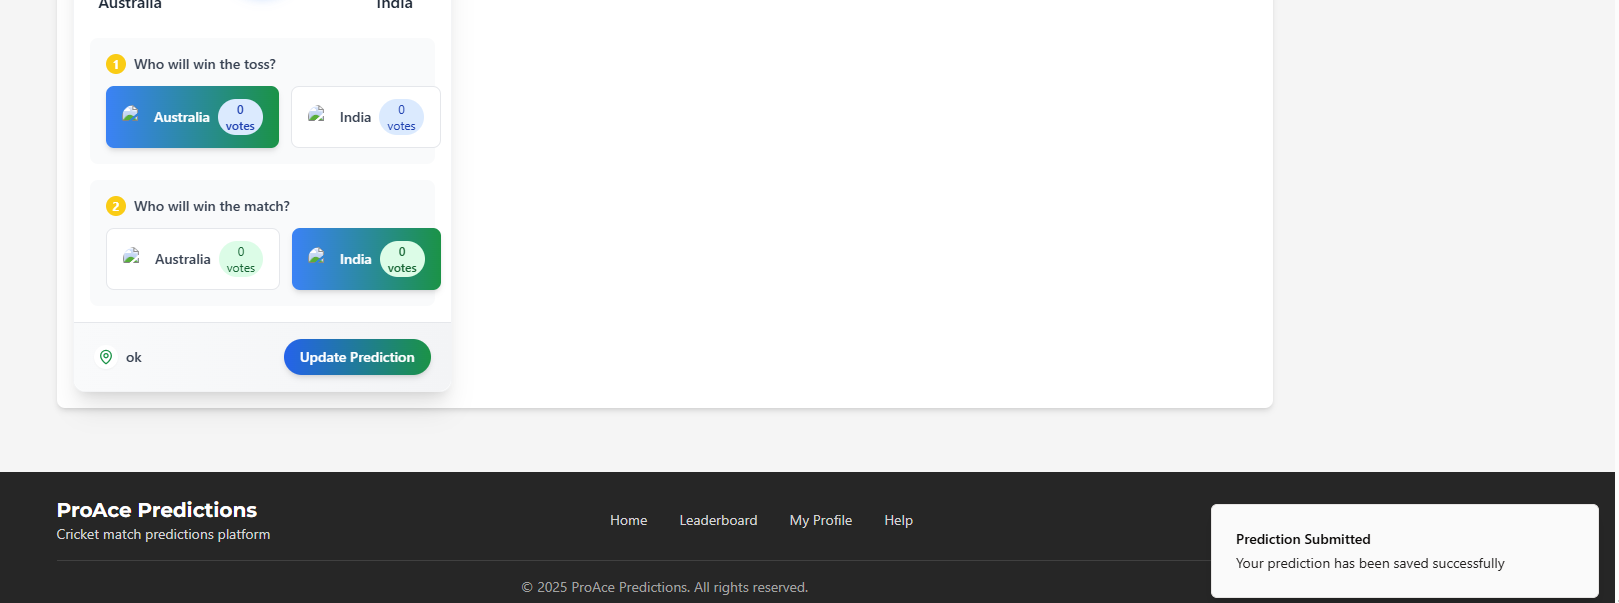 Australia
India
1 Who will win the toss?
Australia 0 votes
India 0 votes
2 Who will win the match?
Australia 0 votes
India 0 votes
ok
Update Prediction
ProAce Predictions
Cricket match predictions platform
Home Leaderboard My Profile Help
Prediction Submitted
Your prediction has been saved successfully
© 2025 ProAce Predictions. All rights reserved.